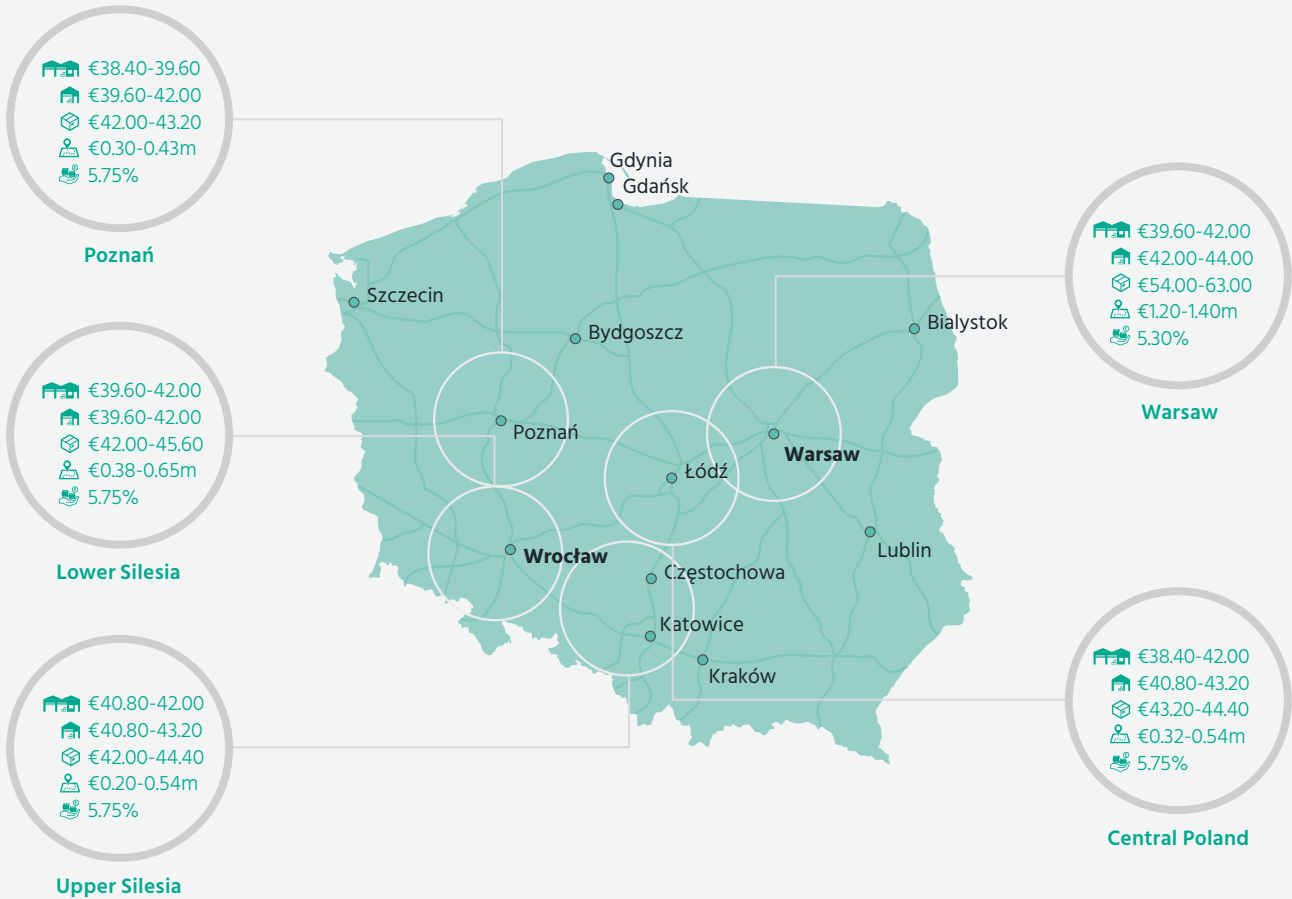 €38.40-39.60
€39.60-42.00
€42.00-43.20
€0.30-0.43m
5.75%
Poznań
€39.60-42.00
€39.60-42.00
€42.00-45.60
€0.38-0.65m
5.75%
Lower Silesia
€40.80-42.00
€40.80-43.20
€42.00-44.40
€0.20-0.54m
5.75%
Upper Silesia
Gdynia
Gdańsk
Szczecin
Bydgoszcz
Bialystok
Poznań
Warsaw
Łódź
Wrocław
Lublin
Częstochowa
Katowice
Kraków
€39.60-42.00
€42.00-44.00
€54.00-63.00
€1.20-1.40m
5.30%
Warsaw
€38.40-42.00
€40.80-43.20
€43.20-44.40
€0.32-0.54m
5.75%
Central Poland